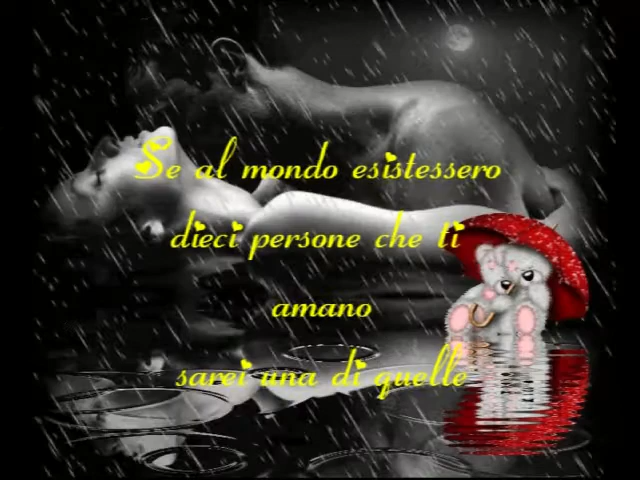 Se al mondo esistessero
dieci persone che ti
amano
sarei una di quelle